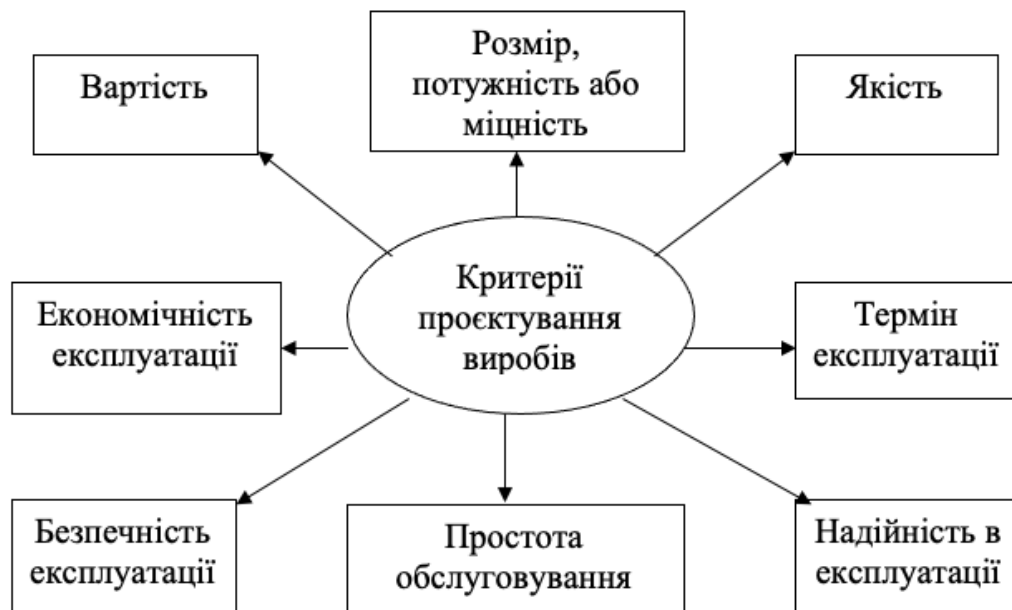 Вартість
Розмір,
потужність або
міцність
Якість
Економічність
експлуатації
Критерії
проєктування
виробів
Термін
експлуатації
Безпечність
експлуатації
Простота
обслуговування
Надійність в
експлуатації